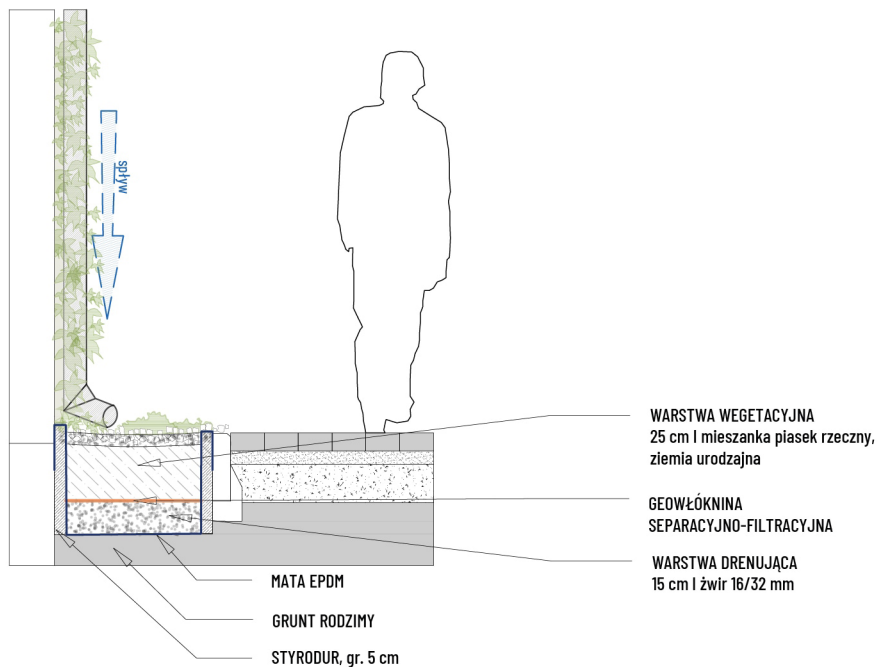 spływ
WARSTWA WEGETACYJNA
25 cm I mieszanka piasek rzeczny,
ziemia urodzajna
GEOWŁÓKNINA
SEPARACYJNO-FILTRACYJNA
WARSTWA DRENUJĄCA
15 cm I żwir 16/32 mm
MATA EPDM
GRUNT RODZIMY
STYRODUR, gr. 5 cm